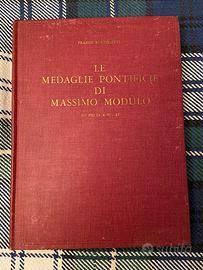 FRANCO BARTOLOTTI
LE
MEDAGLIE PONTIFICIE
DI
MASSIMO MODULO
subito